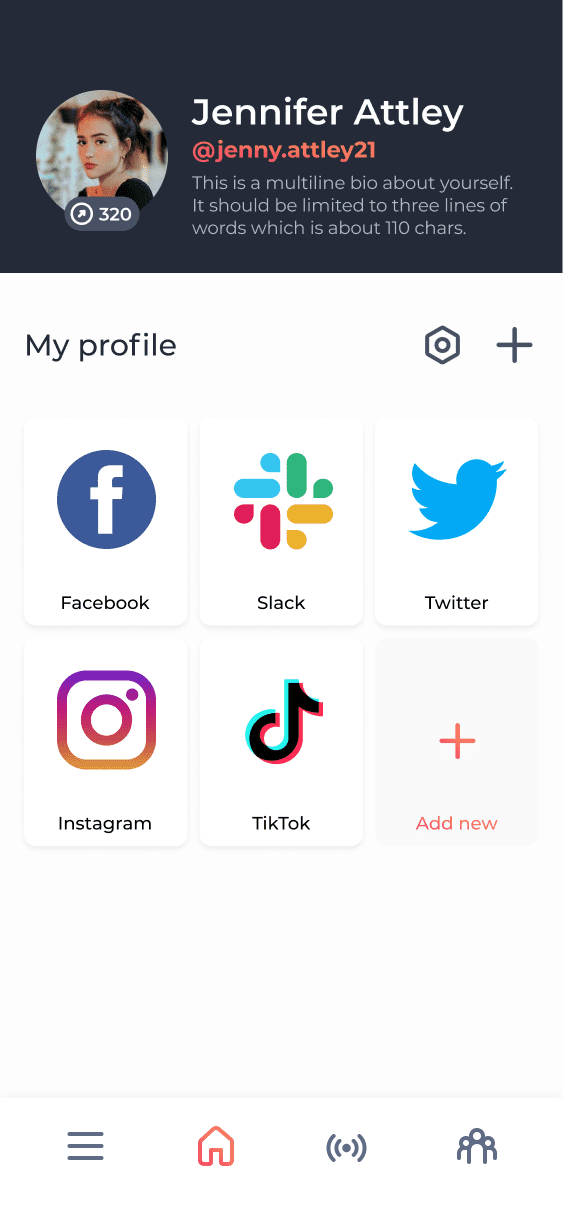 Jennifer Attley
@jenny.attley21
This is a multiline bio about yourself.
It should be limited to three lines of
words which is about 110 chars.
320
My profile
Facebook
Slack
Twitter
Instagram
TikTok
Add new